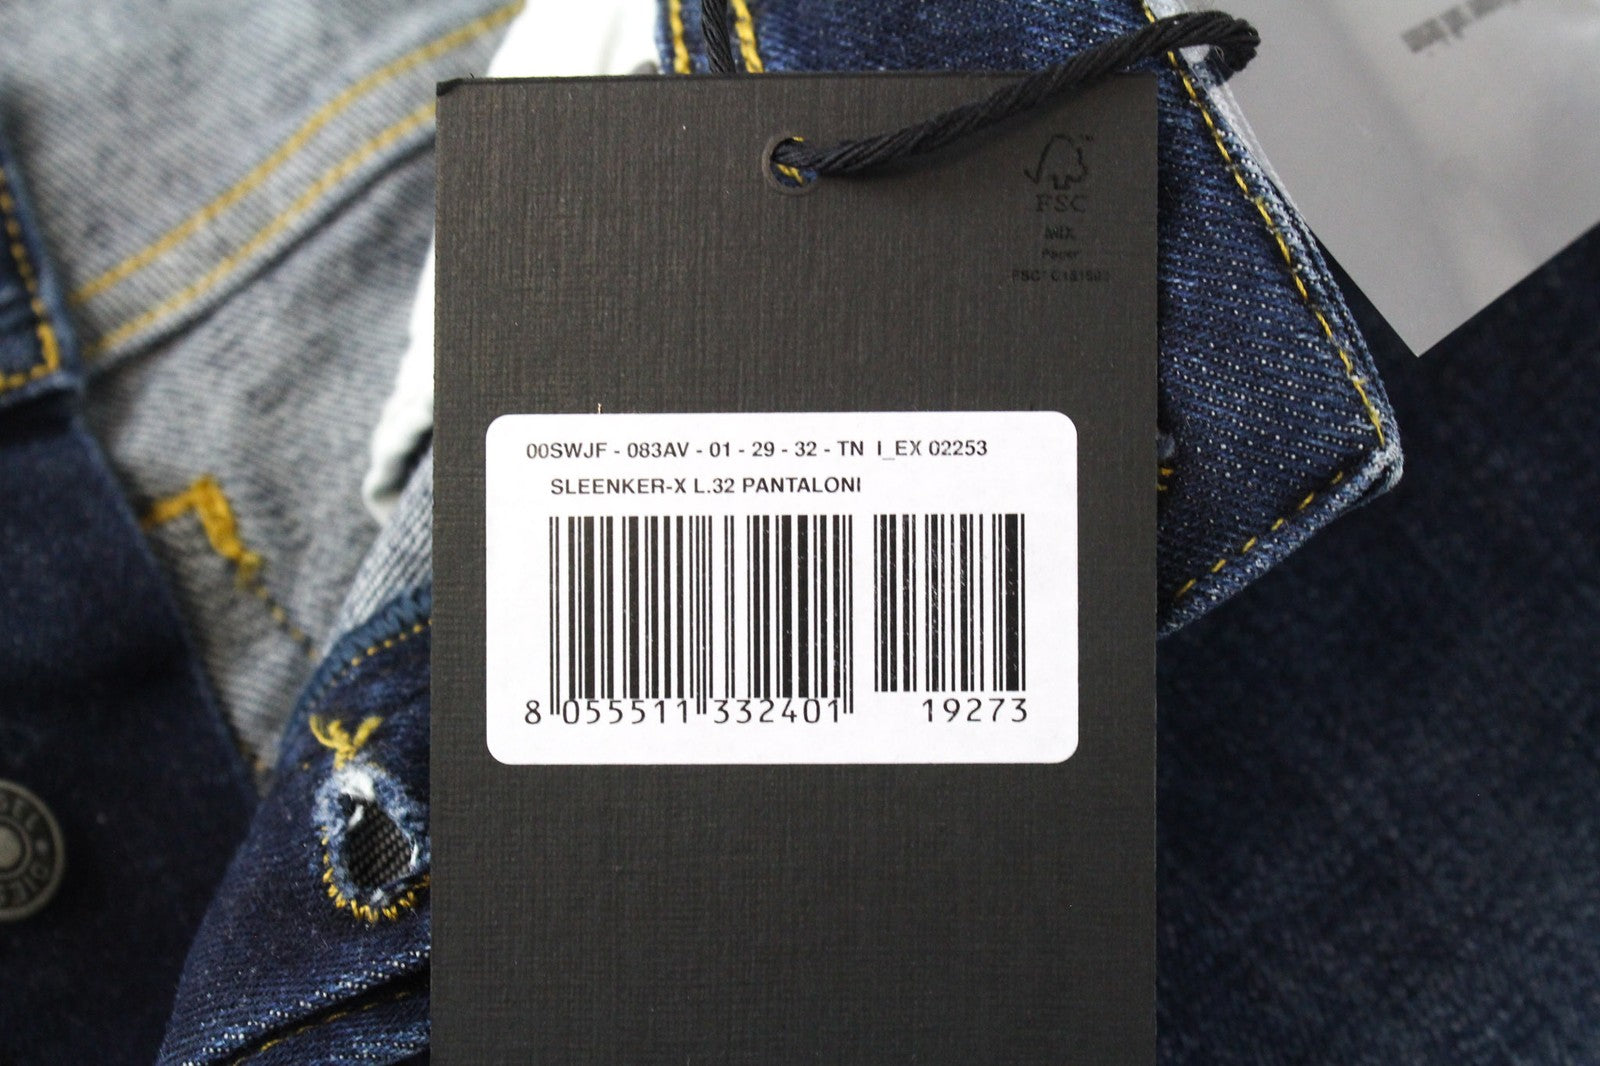 FSC
MIX
Paper
00SWJF - 083AV - 01 - 29 - 32 - TN I_EX 02253
SLEENKER-X L.32 PANTALONI
8 055511 332401 19273